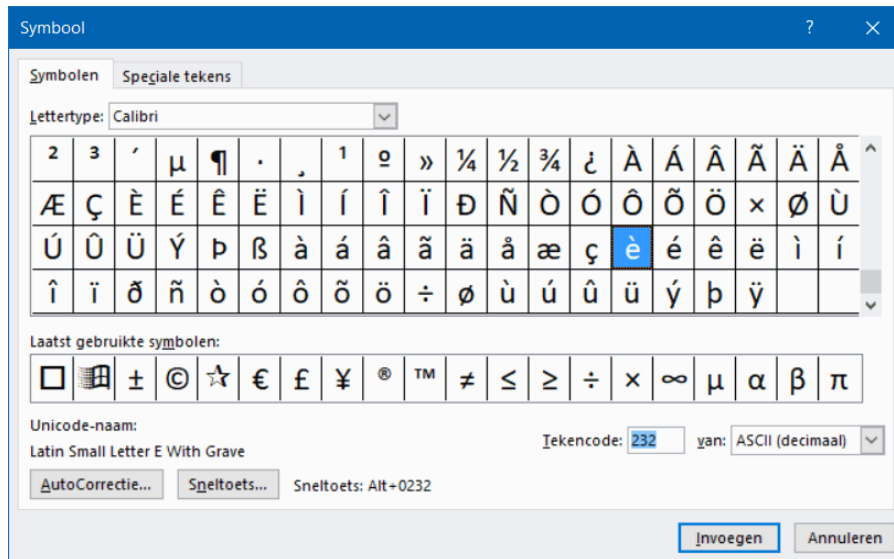 Symbool ? ×
Symbolen Speciale tekens
Lettertype: Calibri
² ³ ´ µ ¶ · ¸ ¹ º » ¼ ½ ¾ ¿ À Á Â Ã Ä Å
Æ Ç È É Ê Ë Ì Í Î Ï Ð Ñ Ò Ó Ô Õ Ö × Ø Ù
Ú Û Ü Ý Þ ß à á â ã ä å æ ç è é ê ë ì í
î ï ð ñ ò ó ô õ ö ÷ ø ù ú û ü ý þ ÿ
Laatst gebruikte symbolen:
□ ± © ☆ € £ ¥ ® ™ ≠ ≤ ≥ ÷ × ∞ µ α β π
Unicode-naam:
Latin Small Letter E With Grave
Tekencode: 232 van: ASCII (decimaal)
AutoCorrectie... Sneltoets... Sneltoets: Alt+0232
Invoegen Annuleren